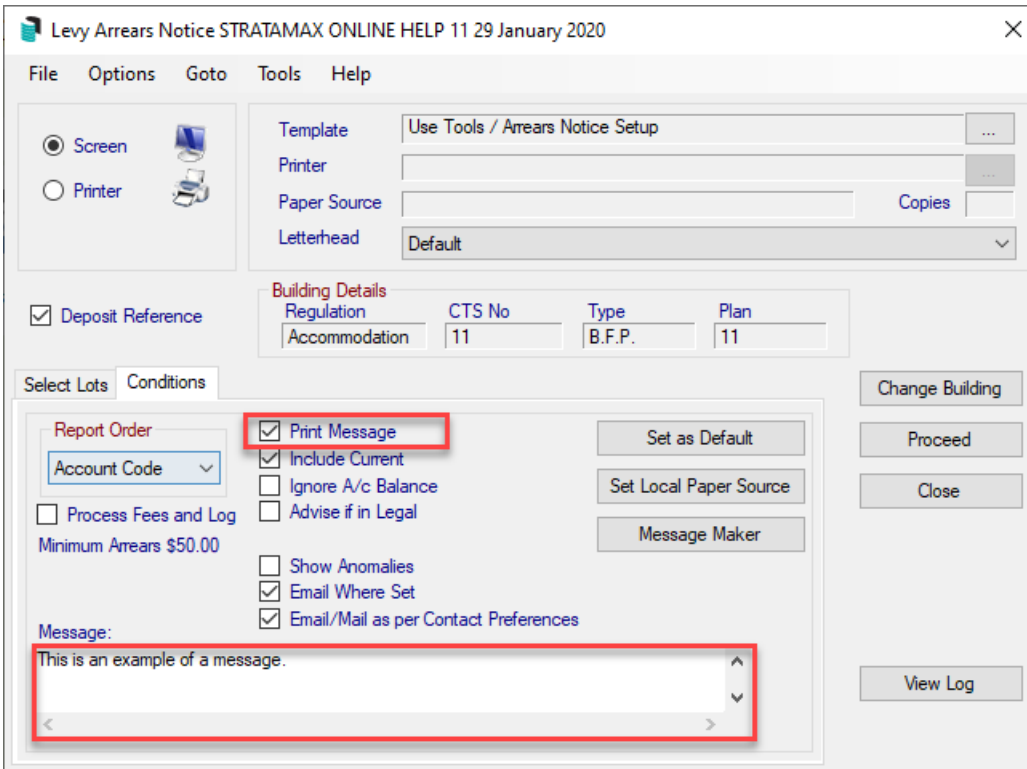 Levy Arrears Notice STRATAMAX ONLINE HELP 11 29 January 2020
File Options Goto Tools Help
Screen
Printer
Template Use Tools / Arrears Notice Setup ...
Printer ...
Paper Source Copies
Letterhead Default
Deposit Reference
Building Details
Regulation CTS No Type Plan
Accommodation 11 B.F.P. 11
Select Lots Conditions
Report Order
Account Code
Process Fees and Log
Minimum Arrears $50.00
Print Message
Include Current
Ignore A/c Balance
Advise if in Legal
Show Anomalies
Email Where Set
Email/Mail as per Contact Preferences
Set as Default
Set Local Paper Source
Message Maker
Message:
This is an example of a message.
Change Building
Proceed
Close
View Log